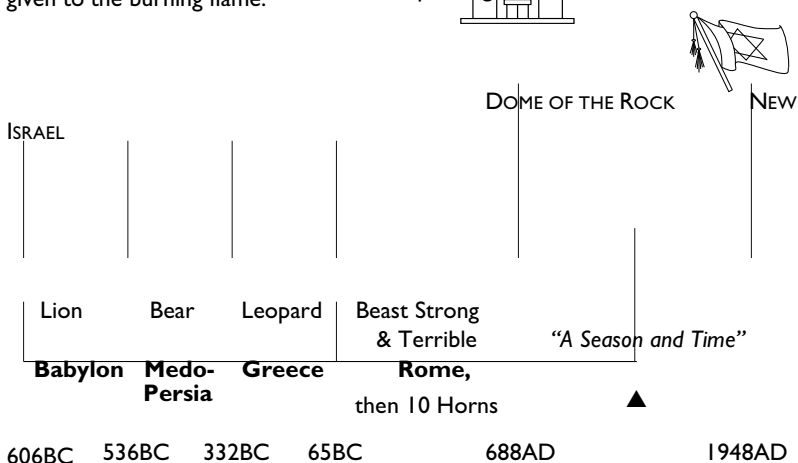 given to the burning flame.
DOME OF THE ROCK NEW
ISRAEL
Lion Bear Leopard Beast Strong
& Terrible "A Season and Time"
Babylon Medo- Greece Rome,
Persia
then 10 Horns
606BC 536BC 332BC 65BC 688AD 1948AD